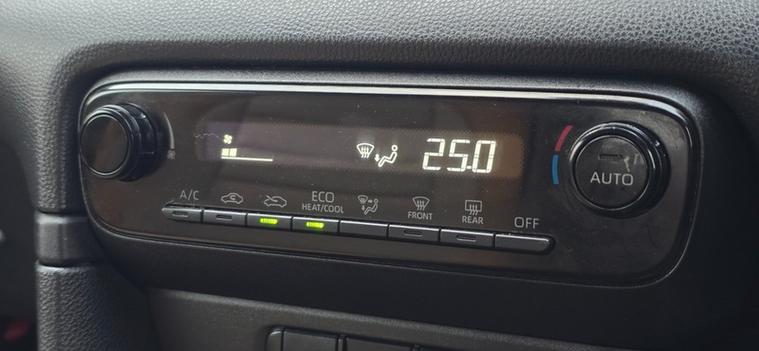 25.0
AUTO
A/C
ECO
HEAT/COOL
FRONT
REAR
OFF